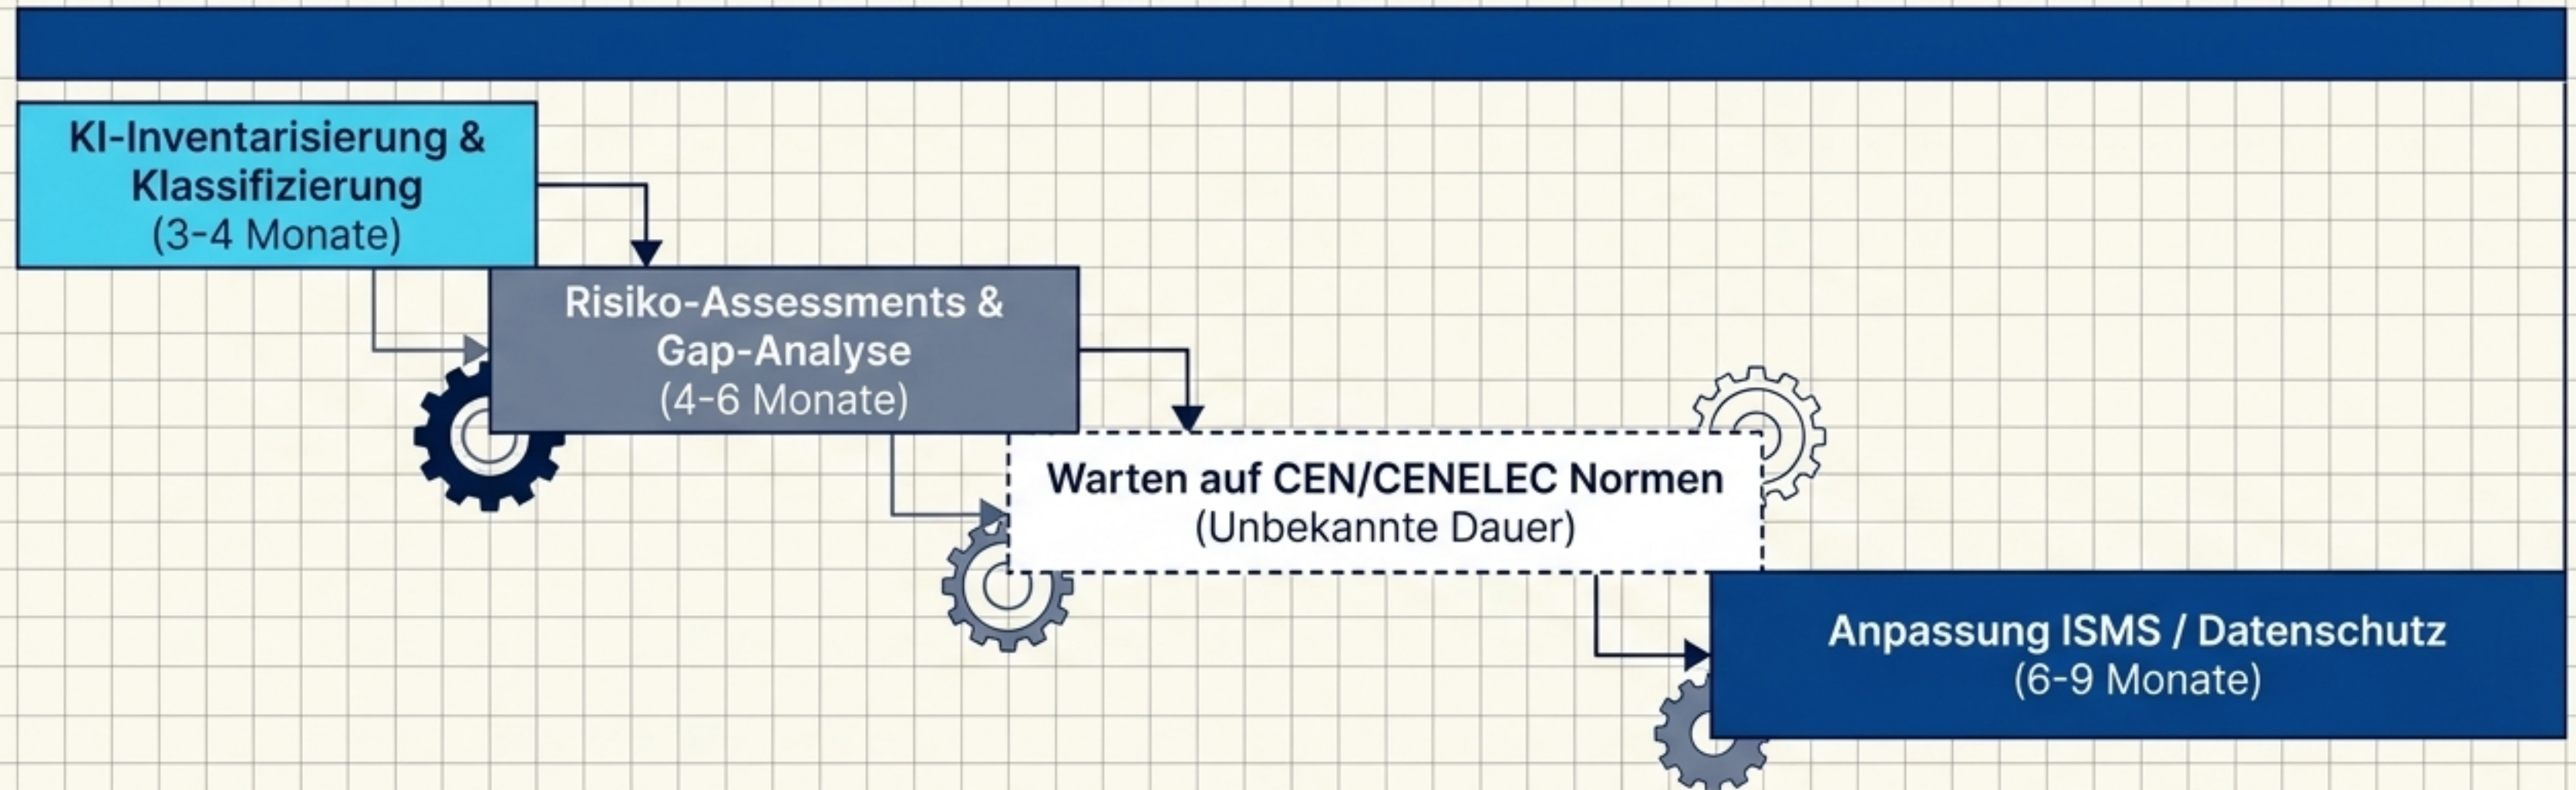 KI-Inventarisierung &
Klassifizierung
(3-4 Monate)
Risiko-Assessments &
Gap-Analyse
(4-6 Monate)
Warten auf CEN/CENELEC Normen
(Unbekannte Dauer)
Anpassung ISMS / Datenschutz
(6-9 Monate)